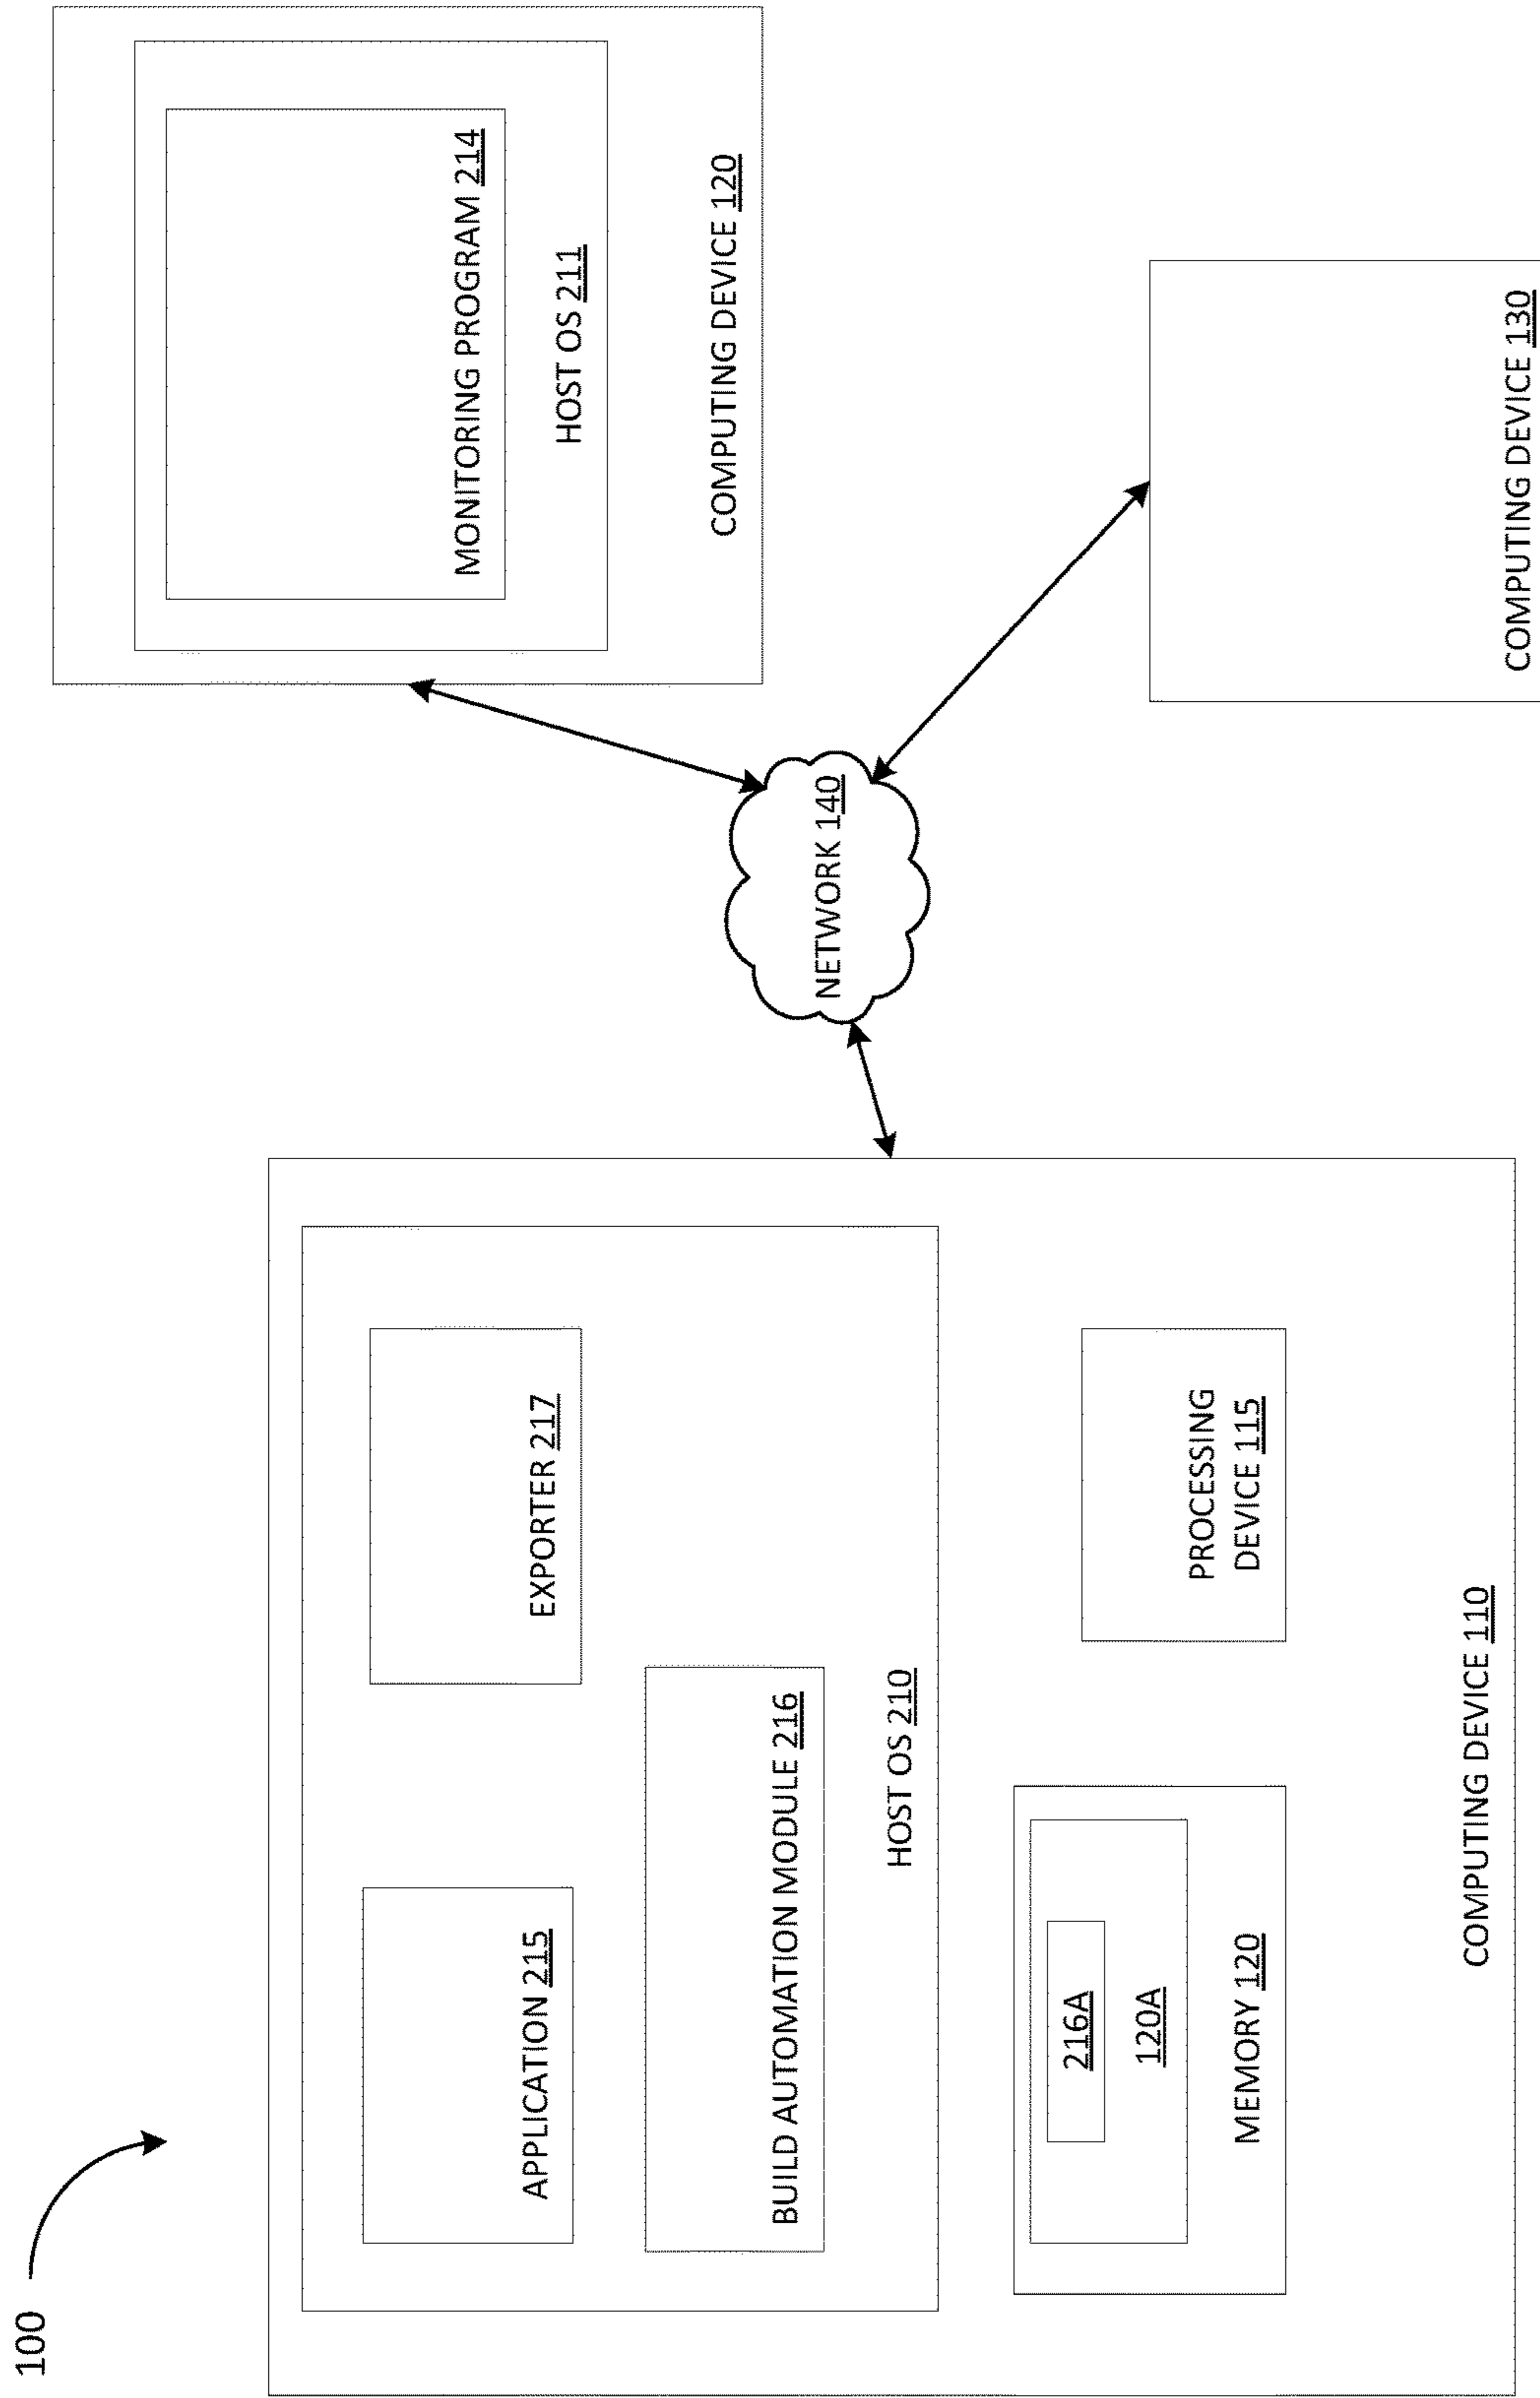 100
APPLICATION 215
EXPORTER 217
BUILD AUTOMATION MODULE 216
HOST OS 210
216A
120A
MEMORY 120
PROCESSING
DEVICE 115
COMPUTING DEVICE 110
NETWORK 140
MONITORING PROGRAM 214
HOST OS 211
COMPUTING DEVICE 120
COMPUTING DEVICE 130